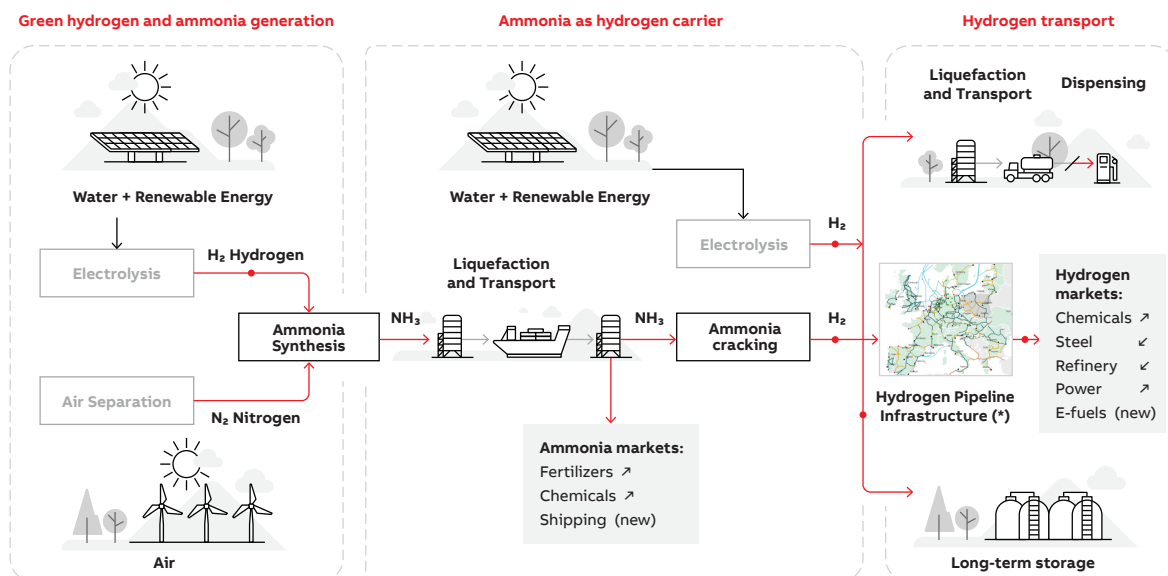 Green hydrogen and ammonia generation
Ammonia as hydrogen carrier
Hydrogen transport
Water + Renewable Energy
Electrolysis
H₂ Hydrogen
Ammonia
Synthesis
Air Separation
N₂ Nitrogen
Air
Water + Renewable Energy
Electrolysis
H₂
Liquefaction
and Transport
NH₃
NH₃
Ammonia
cracking
H₂
Ammonia markets:
Fertilizers ↗
Chemicals ↗
Shipping (new)
Liquefaction
and Transport
Dispensing
Hydrogen Pipeline
Infrastructure (*)
Hydrogen
markets:
Chemicals ↗
Steel ↙
Refinery ↙
Power ↗
E-fuels (new)
Long-term storage